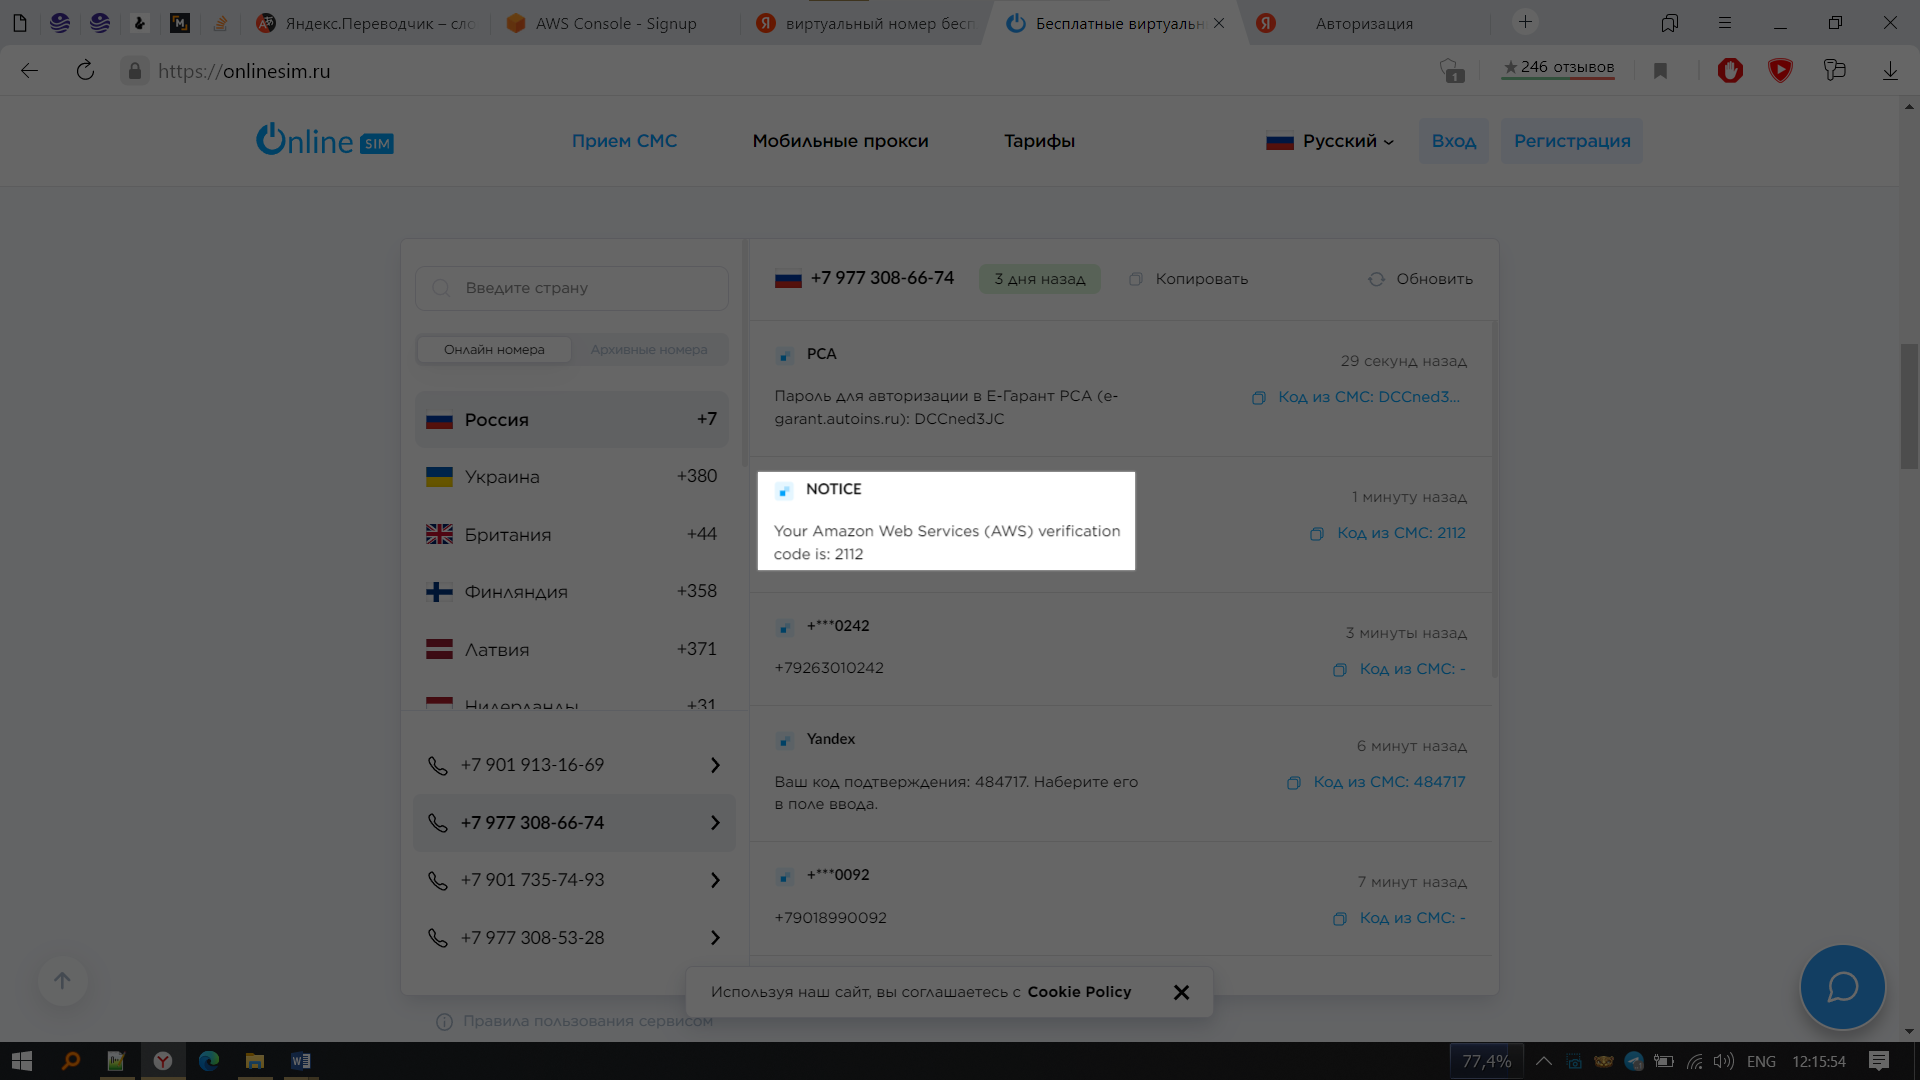 Яндекс.Переводчик – сло
AWS Console - Signup
виртуальный номер бесп
Бесплатные виртуальн
Авторизация
https://onlinesim.ru
1
246 отзывов
Online SIM
Прием СМС
Мобильные прокси
Тарифы
Русский
Вход
Регистрация
Введите страну
Онлайн номера
Архивные номера
Россия +7
Украина +380
Британия +44
Финляндия +358
Латвия +371
Нидерланды +31
+7 901 913-16-69
+7 977 308-66-74
+7 901 735-74-93
+7 977 308-53-28
+7 977 308-66-74
3 дня назад
Копировать
Обновить
PCA
29 секунд назад
Пароль для авторизации в Е-Гарант РСА (e-
garant.autoins.ru): DCCned3JC
Код из СМС: DCCned3...
NOTICE
1 минуту назад
Your Amazon Web Services (AWS) verification
code is: 2112
Код из СМС: 2112
+***0242
3 минуты назад
+79263010242
Код из СМС: -
Yandex
6 минут назад
Ваш код подтверждения: 484717. Наберите его
в поле ввода.
Код из СМС: 484717
+***0092
7 минут назад
+79018990092
Код из СМС: -
Используя наш сайт, вы соглашаетесь с Cookie Policy
Правила пользования сервисом
77,4%
ENG
12:15:54